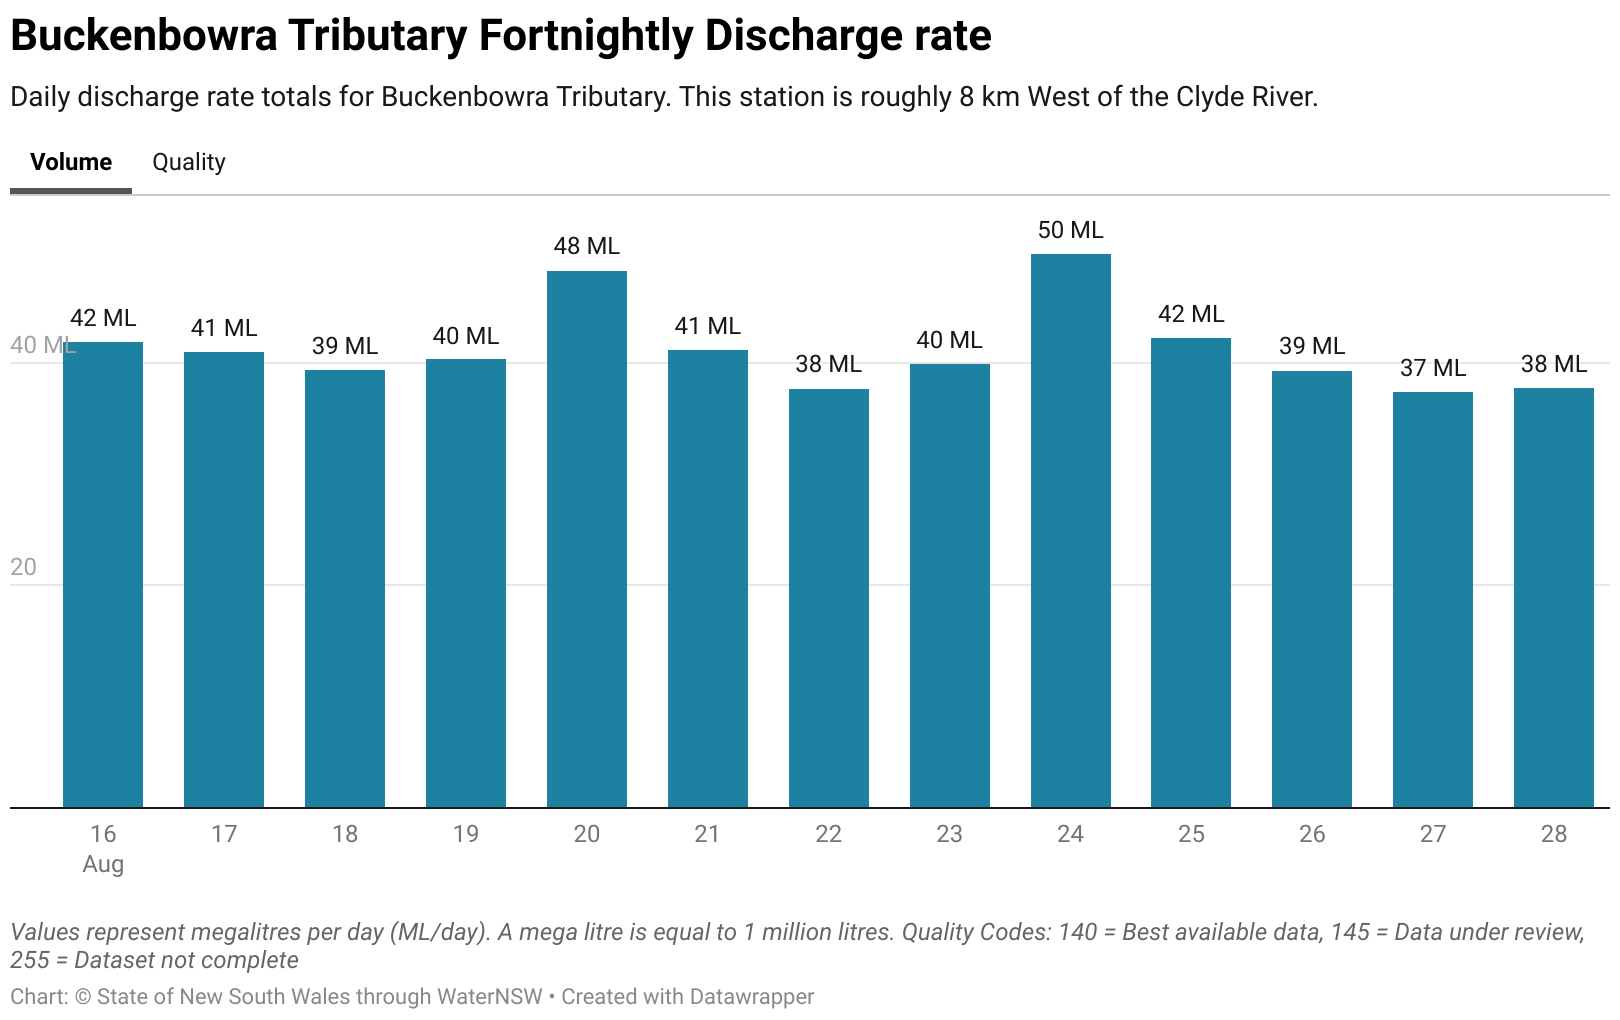 Buckenbowra Tributary Fortnightly Discharge rate
Daily discharge rate totals for Buckenbowra Tributary. This station is roughly 8 km West of the Clyde River.
Volume Quality
50 ML
48 ML
42 ML 41 ML 39 ML 40 ML 41 ML 38 ML 40 ML 42 ML 39 ML 37 ML 38 ML
40 ML
20
16 17 18 19 20 21 22 23 24 25 26 27 28
Aug
Values represent megalitres per day (ML/day). A mega litre is equal to 1 million litres. Quality Codes: 140 = Best available data, 145 = Data under review,
255 = Dataset not complete
Chart: © State of New South Wales through WaterNSW • Created with Datawrapper